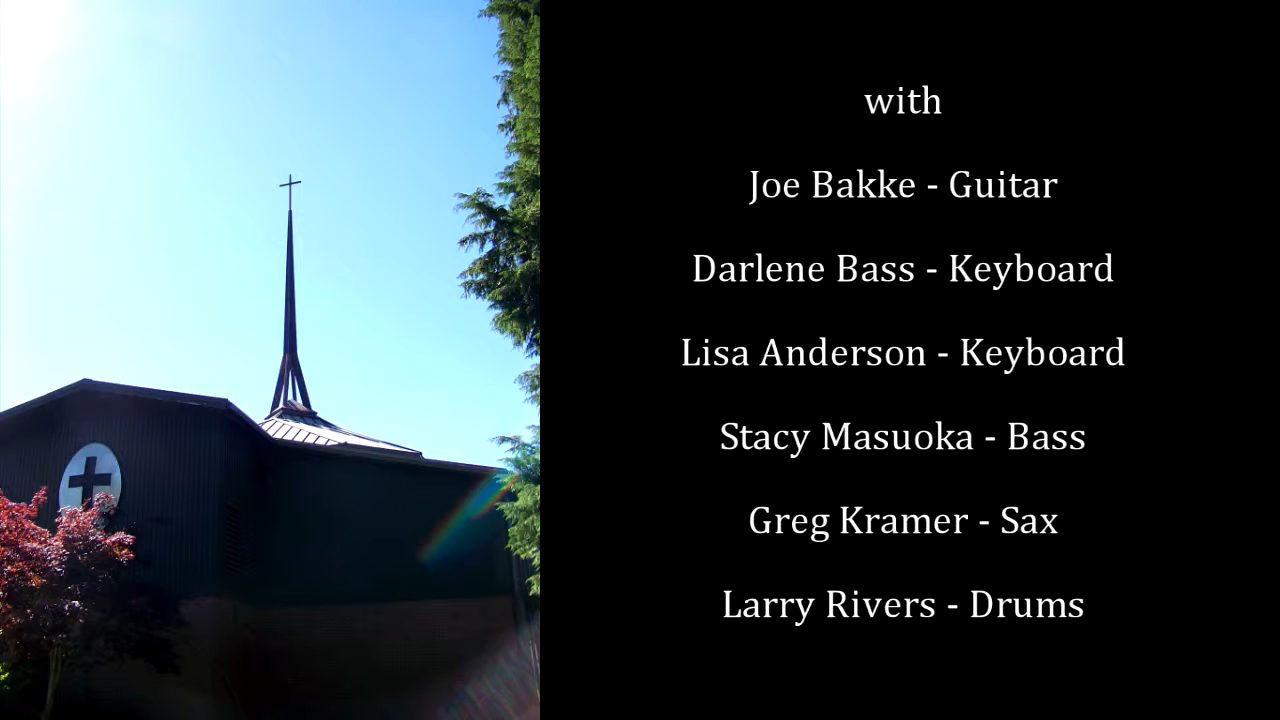 with
Joe Bakke - Guitar
Darlene Bass - Keyboard
Lisa Anderson - Keyboard
Stacy Masuoka - Bass
Greg Kramer - Sax
Larry Rivers - Drums